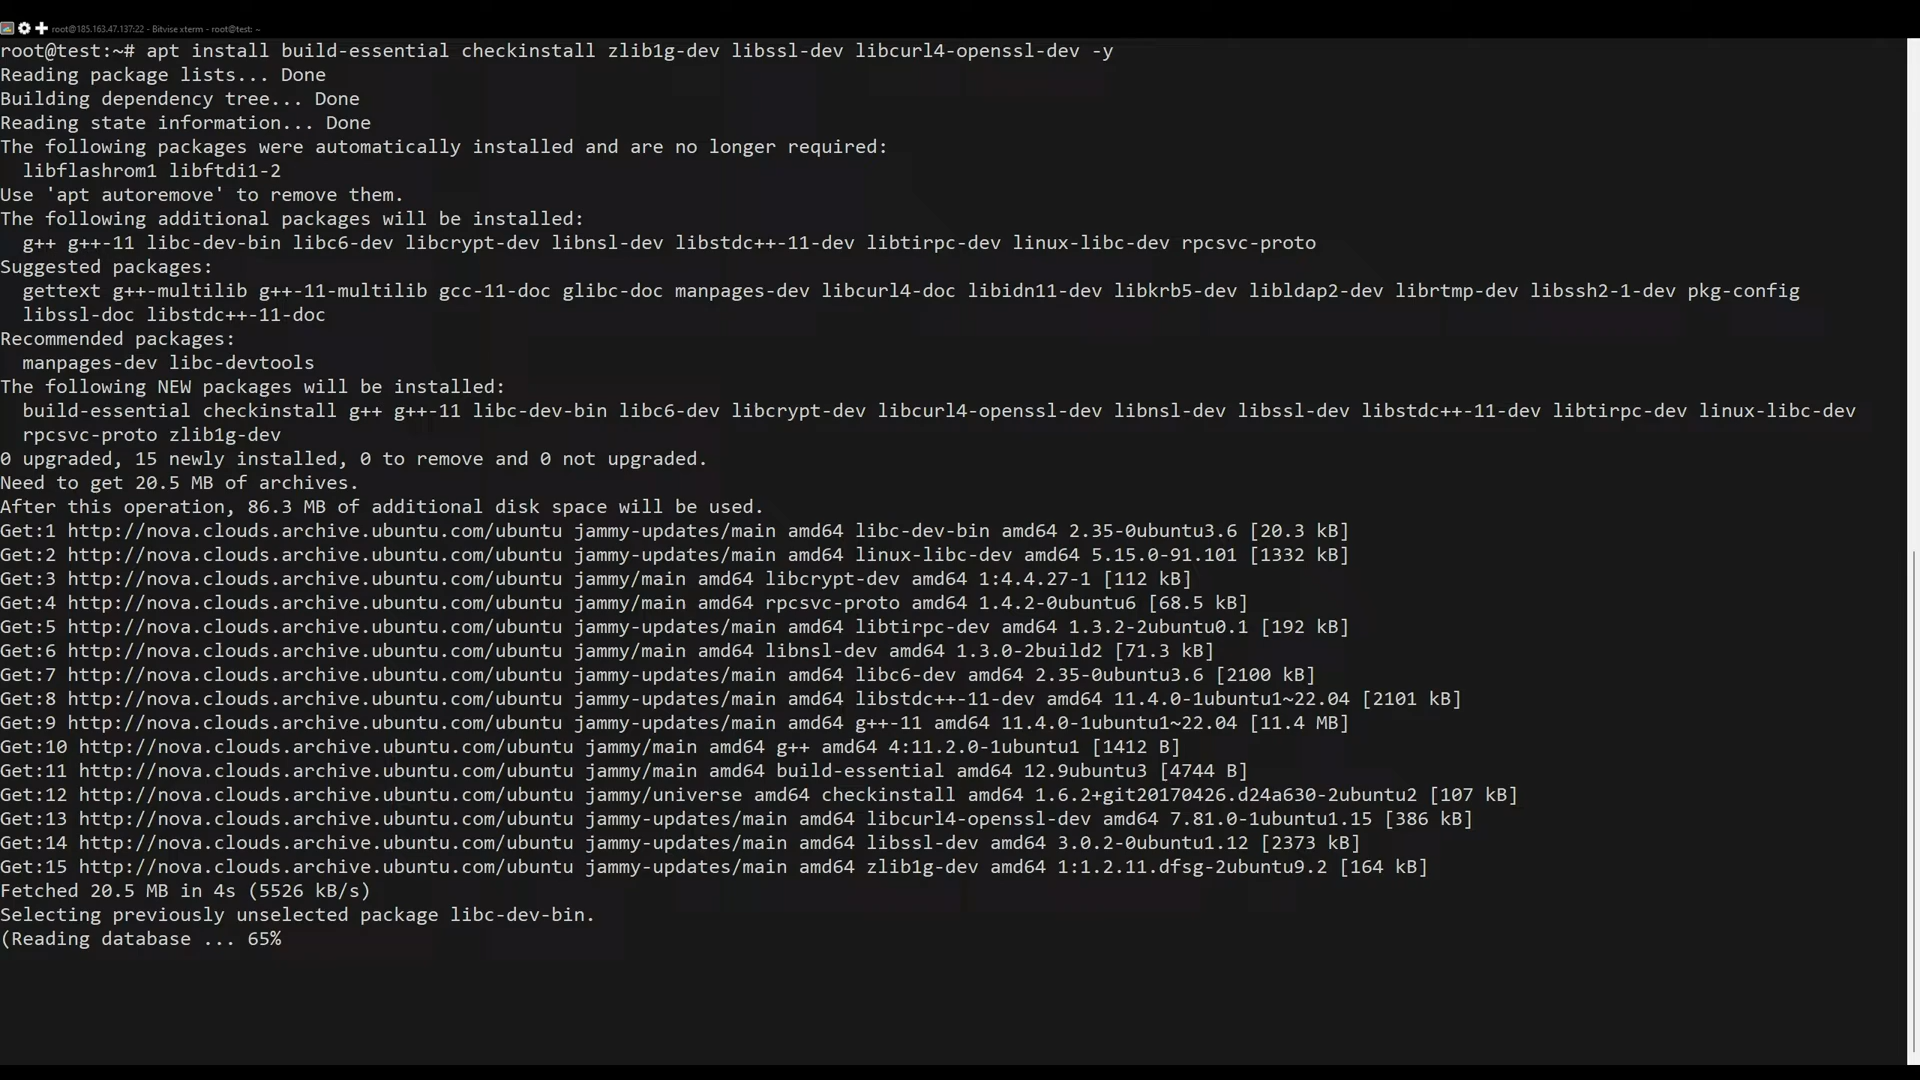 root@185.163.47.137:22 - Bitvise xterm - root@test: ~
root@test:~# apt install build-essential checkinstall zlib1g-dev libssl-dev libcurl4-openssl-dev -y
Reading package lists... Done
Building dependency tree... Done
Reading state information... Done
The following packages were automatically installed and are no longer required:
  libflashrom1 libftdi1-2
Use 'apt autoremove' to remove them.
The following additional packages will be installed:
  g++ g++-11 libc-dev-bin libc6-dev libcrypt-dev libnsl-dev libstdc++-11-dev libtirpc-dev linux-libc-dev rpcsvc-proto
Suggested packages:
  gettext g++-multilib g++-11-multilib gcc-11-doc glibc-doc manpages-dev libcurl4-doc libidn11-dev libkrb5-dev libldap2-dev librtmp-dev libssh2-1-dev pkg-config
  libssl-doc libstdc++-11-doc
Recommended packages:
  manpages-dev libc-devtools
The following NEW packages will be installed:
  build-essential checkinstall g++ g++-11 libc-dev-bin libc6-dev libcrypt-dev libcurl4-openssl-dev libnsl-dev libssl-dev libstdc++-11-dev libtirpc-dev linux-libc-dev
  rpcsvc-proto zlib1g-dev
0 upgraded, 15 newly installed, 0 to remove and 0 not upgraded.
Need to get 20.5 MB of archives.
After this operation, 86.3 MB of additional disk space will be used.
Get:1 http://nova.clouds.archive.ubuntu.com/ubuntu jammy-updates/main amd64 libc-dev-bin amd64 2.35-0ubuntu3.6 [20.3 kB]
Get:2 http://nova.clouds.archive.ubuntu.com/ubuntu jammy-updates/main amd64 linux-libc-dev amd64 5.15.0-91.101 [1332 kB]
Get:3 http://nova.clouds.archive.ubuntu.com/ubuntu jammy/main amd64 libcrypt-dev amd64 1:4.4.27-1 [112 kB]
Get:4 http://nova.clouds.archive.ubuntu.com/ubuntu jammy/main amd64 rpcsvc-proto amd64 1.4.2-0ubuntu6 [68.5 kB]
Get:5 http://nova.clouds.archive.ubuntu.com/ubuntu jammy-updates/main amd64 libtirpc-dev amd64 1.3.2-2ubuntu0.1 [192 kB]
Get:6 http://nova.clouds.archive.ubuntu.com/ubuntu jammy/main amd64 libnsl-dev amd64 1.3.0-2build2 [71.3 kB]
Get:7 http://nova.clouds.archive.ubuntu.com/ubuntu jammy-updates/main amd64 libc6-dev amd64 2.35-0ubuntu3.6 [2100 kB]
Get:8 http://nova.clouds.archive.ubuntu.com/ubuntu jammy-updates/main amd64 libstdc++-11-dev amd64 11.4.0-1ubuntu1~22.04 [2101 kB]
Get:9 http://nova.clouds.archive.ubuntu.com/ubuntu jammy-updates/main amd64 g++-11 amd64 11.4.0-1ubuntu1~22.04 [11.4 MB]
Get:10 http://nova.clouds.archive.ubuntu.com/ubuntu jammy/main amd64 g++ amd64 4:11.2.0-1ubuntu1 [1412 B]
Get:11 http://nova.clouds.archive.ubuntu.com/ubuntu jammy/main amd64 build-essential amd64 12.9ubuntu3 [4744 B]
Get:12 http://nova.clouds.archive.ubuntu.com/ubuntu jammy/universe amd64 checkinstall amd64 1.6.2+git20170426.d24a630-2ubuntu2 [107 kB]
Get:13 http://nova.clouds.archive.ubuntu.com/ubuntu jammy-updates/main amd64 libcurl4-openssl-dev amd64 7.81.0-1ubuntu1.15 [386 kB]
Get:14 http://nova.clouds.archive.ubuntu.com/ubuntu jammy-updates/main amd64 libssl-dev amd64 3.0.2-0ubuntu1.12 [2373 kB]
Get:15 http://nova.clouds.archive.ubuntu.com/ubuntu jammy-updates/main amd64 zlib1g-dev amd64 1:1.2.11.dfsg-2ubuntu9.2 [164 kB]
Fetched 20.5 MB in 4s (5526 kB/s)
Selecting previously unselected package libc-dev-bin.
(Reading database ... 65%